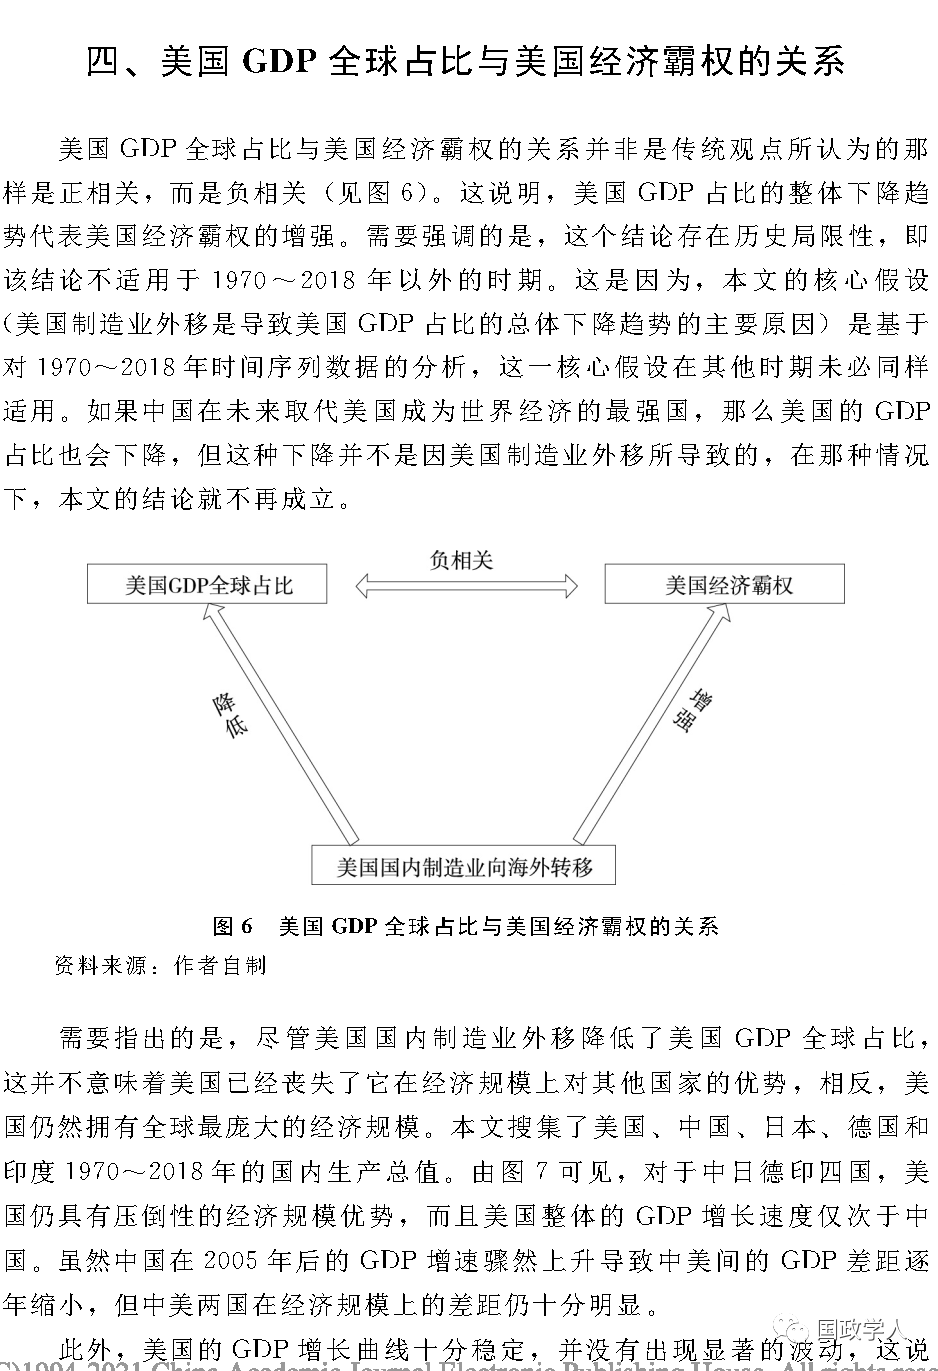 四、美国 GDP 全球占比与美国经济霸权的关系
美国 GDP 全球占比与美国经济霸权的关系并非是传统观点所认为的那
样是正相关，而是负相关（见图 6）。这说明，美国 GDP 占比的整体下降趋
势代表美国经济霸权的增强。需要强调的是，这个结论存在历史局限性，即
该结论不适用于 1970～2018 年以外的时期。这是因为，本文的核心假设
（美国制造业外移是导致美国 GDP 占比的总体下降趋势的主要原因）是基于
对 1970～2018 年时间序列数据的分析，这一核心假设在其他时期未必同样
适用。如果中国在未来取代美国成为世界经济的最强国，那么美国的 GDP
占比也会下降，但这种下降并不是因美国制造业外移所导致的，在那种情况
下，本文的结论就不再成立。
负相关
美国GDP全球占比
美国经济霸权
降低
增强
美国国内制造业向海外转移
图 6 美国 GDP 全球占比与美国经济霸权的关系
资料来源：作者自制
需要指出的是，尽管美国国内制造业外移降低了美国 GDP 全球占比，
这并不意味着美国已经丧失了它在经济规模上对其他国家的优势，相反，美
国仍然拥有全球最庞大的经济规模。本文搜集了美国、中国、日本、德国和
印度 1970～2018 年的国内生产总值。由图 7 可见，对于中日德印四国，美
国仍具有压倒性的经济规模优势，而且美国整体的 GDP 增长速度仅次于中
国。虽然中国在 2005 年后的 GDP 增速骤然上升导致中美间的 GDP 差距逐
年缩小，但中美两国在经济规模上的差距仍十分明显。
国政学人
此外，美国的 GDP 增长曲线十分稳定，并没有出现显著的波动，这说
C)1994-2021 China Academic Journal Electronic Publishing House. All rights res